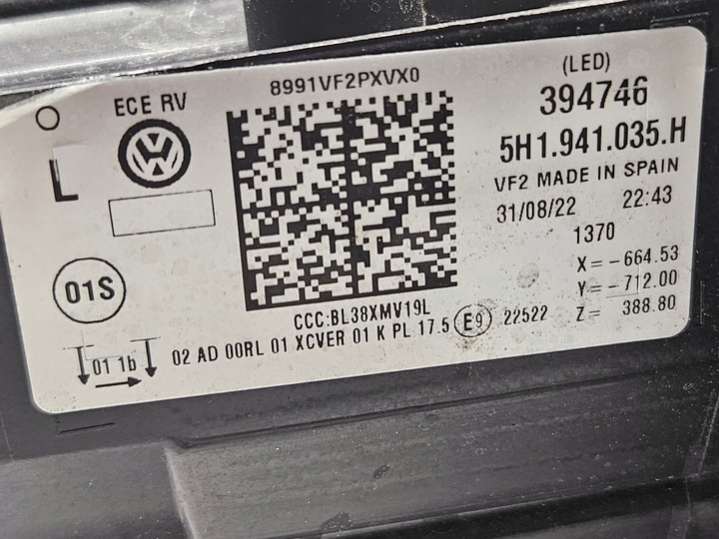 8991VF2PXVX0
(LED)
ECE RV
394746
L
5H1.941.035.H
VF2 MADE IN SPAIN
31/08/22 22:43
1370
01S
X=-664.53
Y=-712.00
CCC:BL38XMV19L
Z= 388.80
01 1b
02 AD 00RL 01 XCVER 01 K PL 17.5 E9 22522